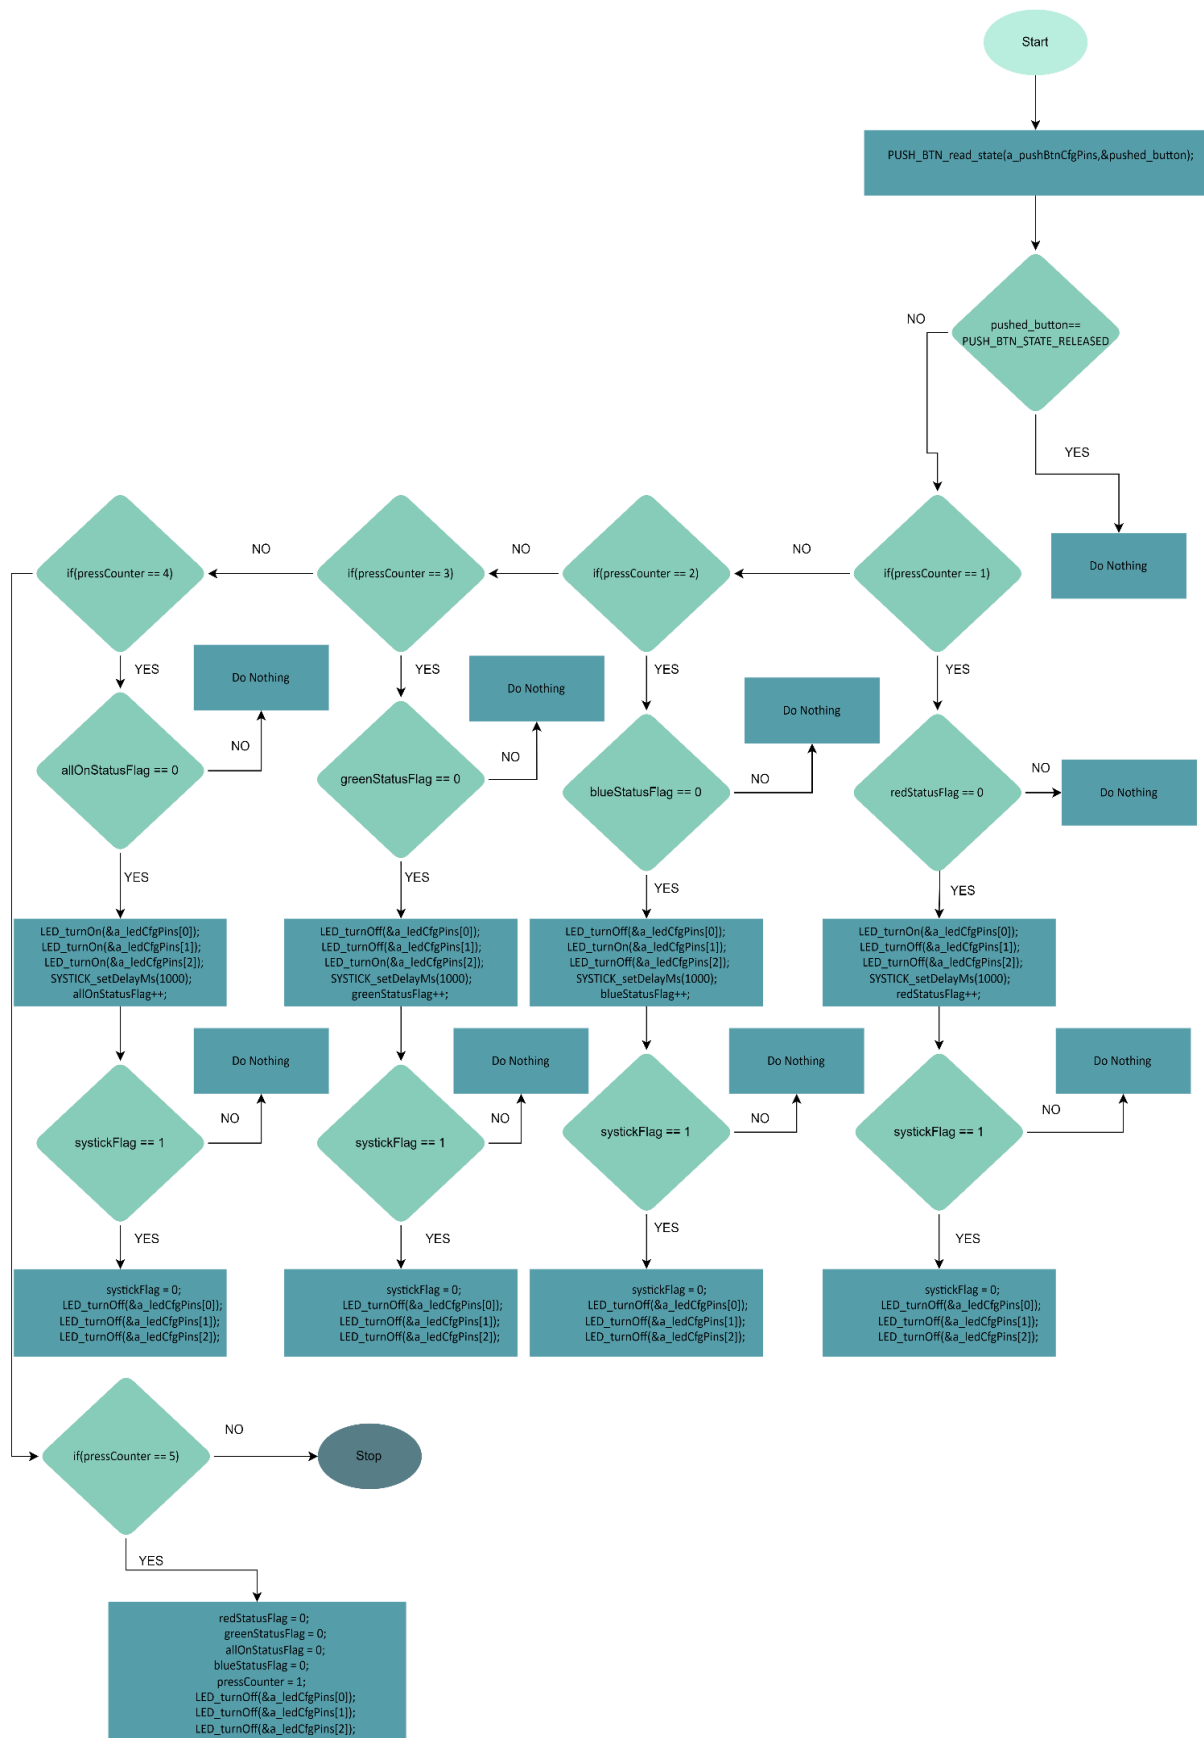 Start
PUSH_BTN_read_state(a_pushBtnCfgPins,&pushed_button);
pushed_button==
PUSH_BTN_STATE_RELEASED
NO
YES
Do Nothing
if(pressCounter == 4)
NO
if(pressCounter == 3)
NO
if(pressCounter == 2)
NO
if(pressCounter == 1)
YES
YES
YES
YES
Do Nothing
Do Nothing
Do Nothing
allOnStatusFlag == 0
NO
greenStatusFlag == 0
NO
blueStatusFlag == 0
NO
redStatusFlag == 0
NO
Do Nothing
YES
YES
YES
YES
LED_turnOn(&a_ledCfgPins[0]);
LED_turnOn(&a_ledCfgPins[1]);
LED_turnOn(&a_ledCfgPins[2]);
SYSTICK_setDelayMs(1000);
allOnStatusFlag++;
LED_turnOff(&a_ledCfgPins[0]);
LED_turnOff(&a_ledCfgPins[1]);
LED_turnOn(&a_ledCfgPins[2]);
SYSTICK_setDelayMs(1000);
greenStatusFlag++;
LED_turnOff(&a_ledCfgPins[0]);
LED_turnOn(&a_ledCfgPins[1]);
LED_turnOff(&a_ledCfgPins[2]);
SYSTICK_setDelayMs(1000);
blueStatusFlag++;
LED_turnOn(&a_ledCfgPins[0]);
LED_turnOff(&a_ledCfgPins[1]);
LED_turnOff(&a_ledCfgPins[2]);
SYSTICK_setDelayMs(1000);
redStatusFlag++;
Do Nothing
Do Nothing
Do Nothing
Do Nothing
systickFlag == 1
NO
systickFlag == 1
NO
systickFlag == 1
NO
systickFlag == 1
NO
YES
YES
YES
YES
systickFlag = 0;
LED_turnOff(&a_ledCfgPins[0]);
LED_turnOff(&a_ledCfgPins[1]);
LED_turnOff(&a_ledCfgPins[2]);
systickFlag = 0;
LED_turnOff(&a_ledCfgPins[0]);
LED_turnOff(&a_ledCfgPins[1]);
LED_turnOff(&a_ledCfgPins[2]);
systickFlag = 0;
LED_turnOff(&a_ledCfgPins[0]);
LED_turnOff(&a_ledCfgPins[1]);
LED_turnOff(&a_ledCfgPins[2]);
systickFlag = 0;
LED_turnOff(&a_ledCfgPins[0]);
LED_turnOff(&a_ledCfgPins[1]);
LED_turnOff(&a_ledCfgPins[2]);
if(pressCounter == 5)
NO
Stop
YES
redStatusFlag = 0;
greenStatusFlag = 0;
allOnStatusFlag = 0;
blueStatusFlag = 0;
pressCounter = 1;
LED_turnOff(&a_ledCfgPins[0]);
LED_turnOff(&a_ledCfgPins[1]);
LED_turnOff(&a_ledCfgPins[2]);